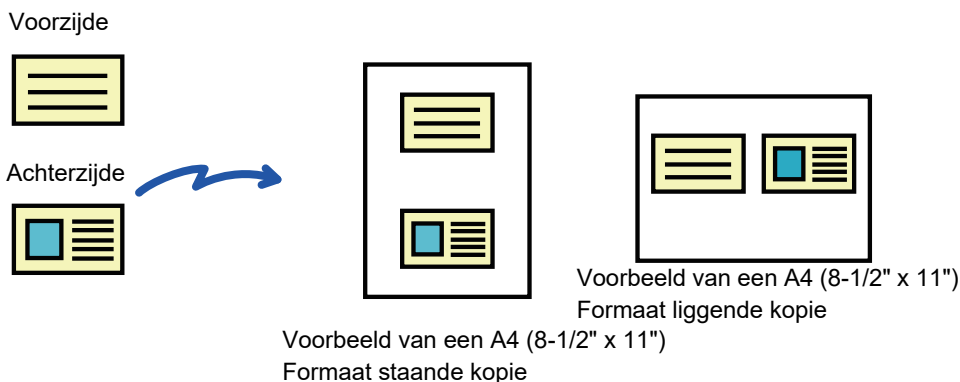 Voorzijde
Achterzijde
Voorbeeld van een A4 (8-1/2" x 11")
Formaat staande kopie
Voorbeeld van een A4 (8-1/2" x 11")
Formaat liggende kopie